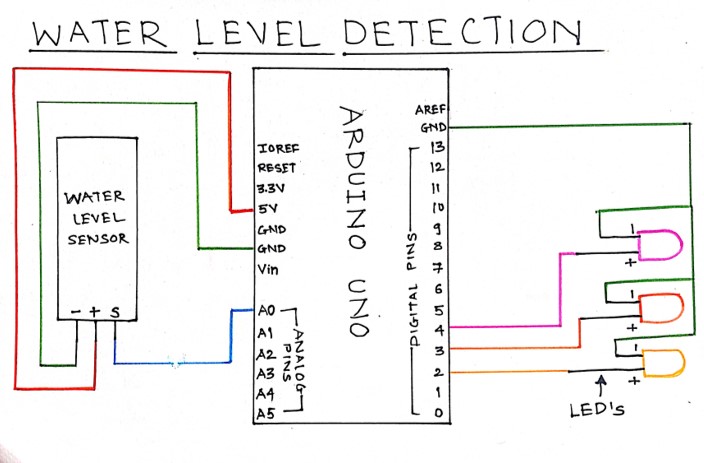 WATER LEVEL DETECTION
WATER
LEVEL
SENSOR
- + S
ARDUINO UNO
IOREF
RESET
3.3V
5V
GND
GND
Vin
A0
A1
A2
A3
A4
A5
ANALOG
PINS
AREF
GND
13
12
11
10
9
8
7
6
5
4
3
2
1
0
DIGITAL PINS
-
+
-
+
-
+
LED's